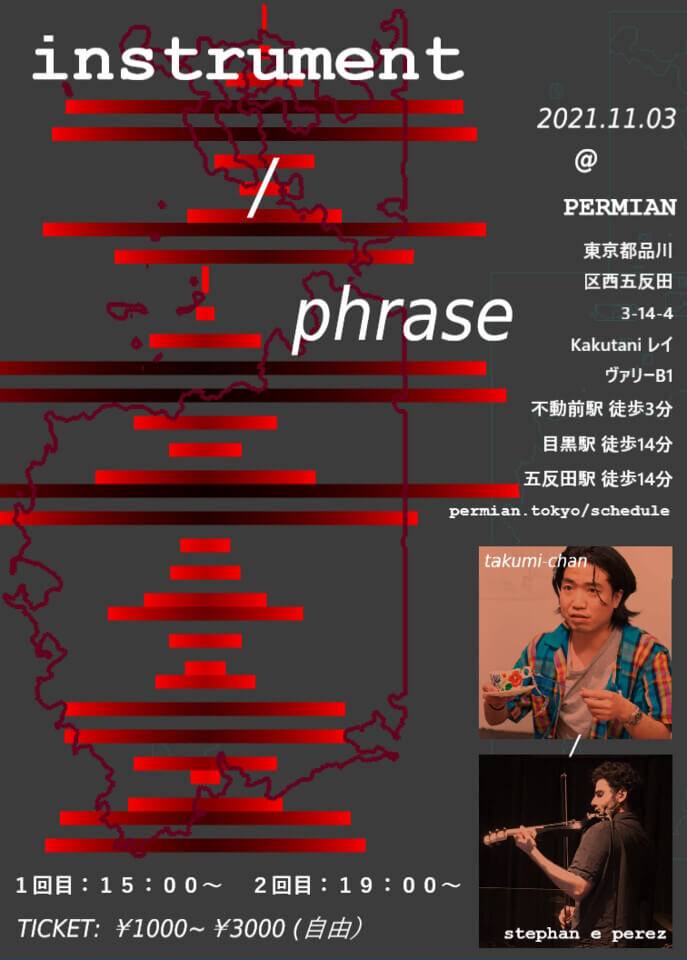 instrument
/
phrase
2021.11.03
@
PERMIAN
東京都品川
区西五反田
3-14-4
Kakutani レイ
ヴァリーB1
不動前駅 徒歩3分
目黒駅 徒歩14分
五反田駅 徒歩14分
permian.tokyo/schedule
takumi-chan
/
stephan e perez
1回目：１５：００～　２回目：１９：００～
TICKET: ¥1000~ ¥3000 (自由）